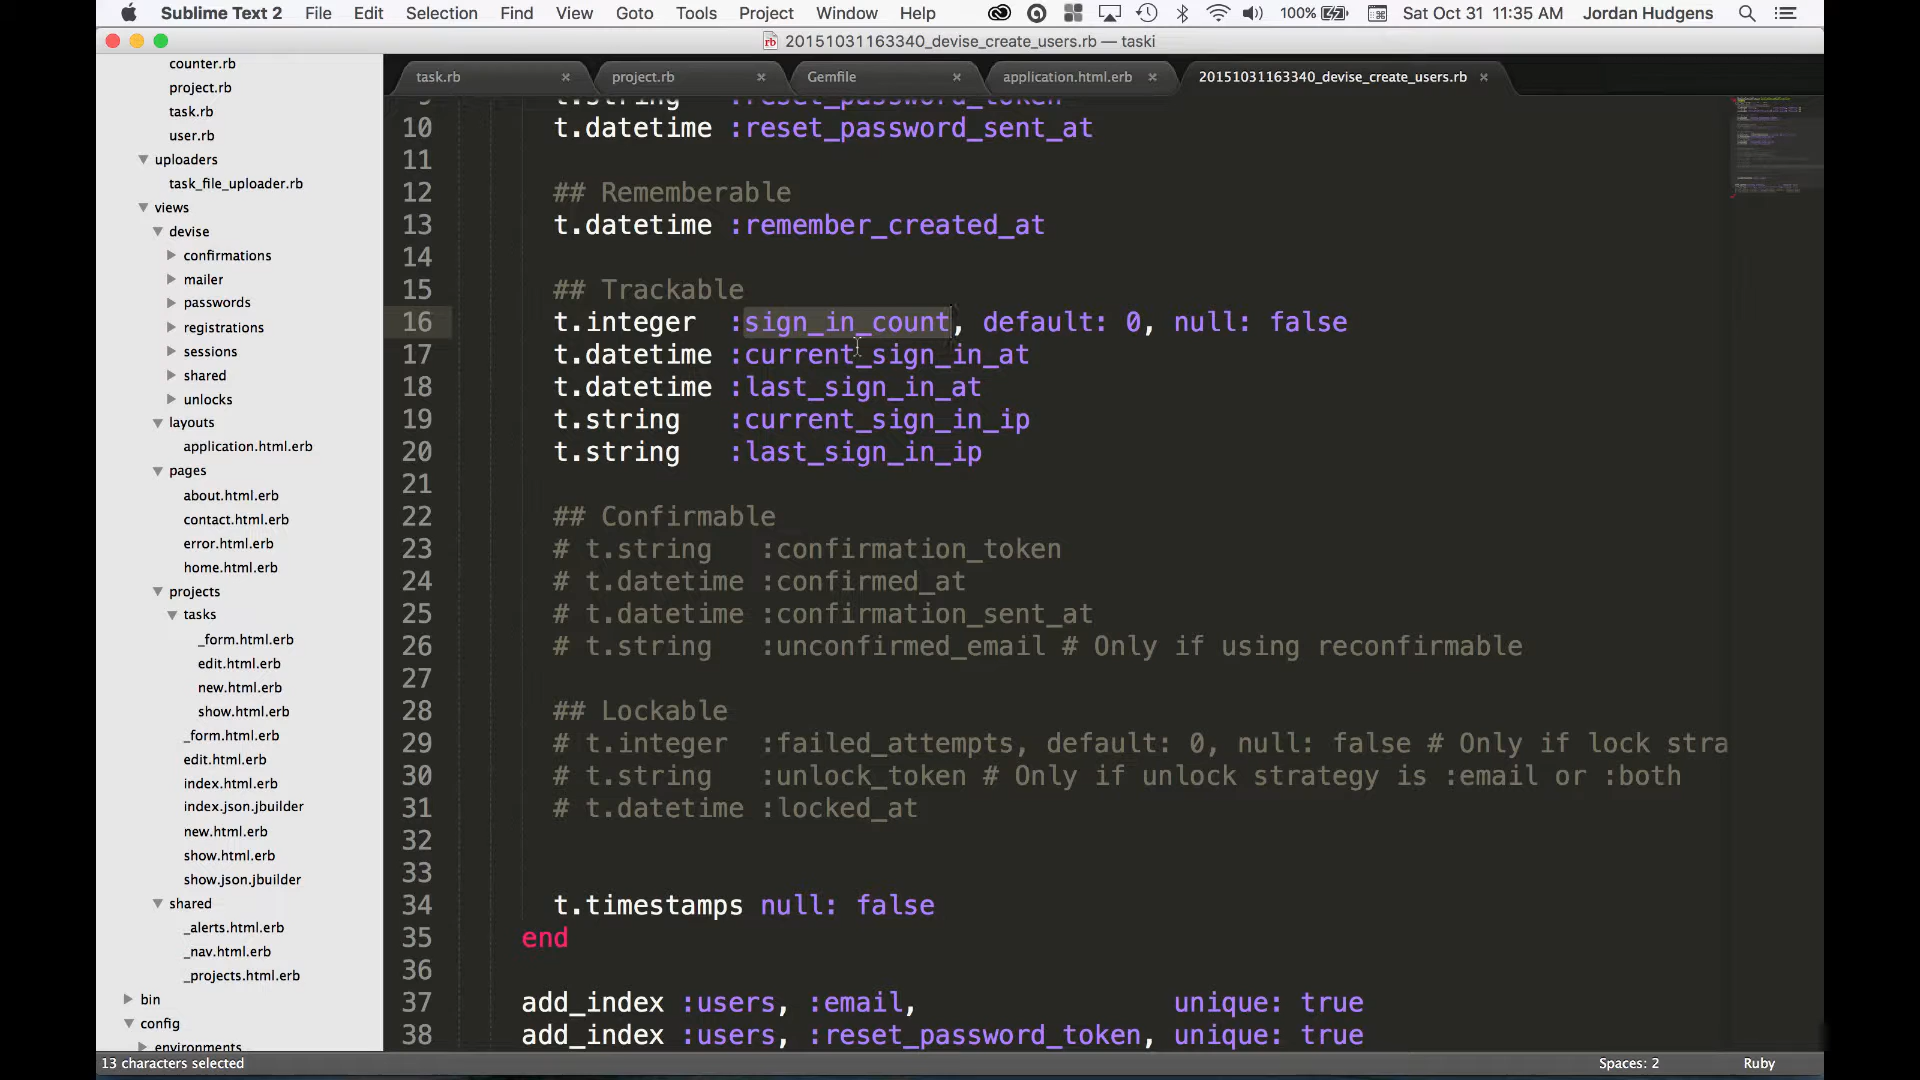 Sublime Text 2 File Edit Selection Find View Goto Tools Project Window Help 100% Sat Oct 31 11:35 AM Jordan Hudgens
20151031163340_devise_create_users.rb — taski
counter.rb
project.rb
task.rb
user.rb
uploaders
task_file_uploader.rb
views
devise
confirmations
mailer
passwords
registrations
sessions
shared
unlocks
layouts
application.html.erb
pages
about.html.erb
contact.html.erb
error.html.erb
home.html.erb
projects
tasks
_form.html.erb
edit.html.erb
new.html.erb
show.html.erb
_form.html.erb
edit.html.erb
index.html.erb
index.json.jbuilder
new.html.erb
show.html.erb
show.json.jbuilder
shared
_alerts.html.erb
_nav.html.erb
_projects.html.erb
bin
config
environments
task.rb project.rb Gemfile application.html.erb 20151031163340_devise_create_users.rb
9 t.string :reset_password_token
10 t.datetime :reset_password_sent_at
11
12 ## Rememberable
13 t.datetime :remember_created_at
14
15 ## Trackable
16 t.integer :sign_in_count, default: 0, null: false
17 t.datetime :current_sign_in_at
18 t.datetime :last_sign_in_at
19 t.string :current_sign_in_ip
20 t.string :last_sign_in_ip
21
22 ## Confirmable
23 # t.string :confirmation_token
24 # t.datetime :confirmed_at
25 # t.datetime :confirmation_sent_at
26 # t.string :unconfirmed_email # Only if using reconfirmable
27
28 ## Lockable
29 # t.integer :failed_attempts, default: 0, null: false # Only if lock stra
30 # t.string :unlock_token # Only if unlock strategy is :email or :both
31 # t.datetime :locked_at
32
33
34 t.timestamps null: false
35 end
36
37 add_index :users, :email, unique: true
38 add_index :users, :reset_password_token, unique: true
13 characters selected Spaces: 2 Ruby